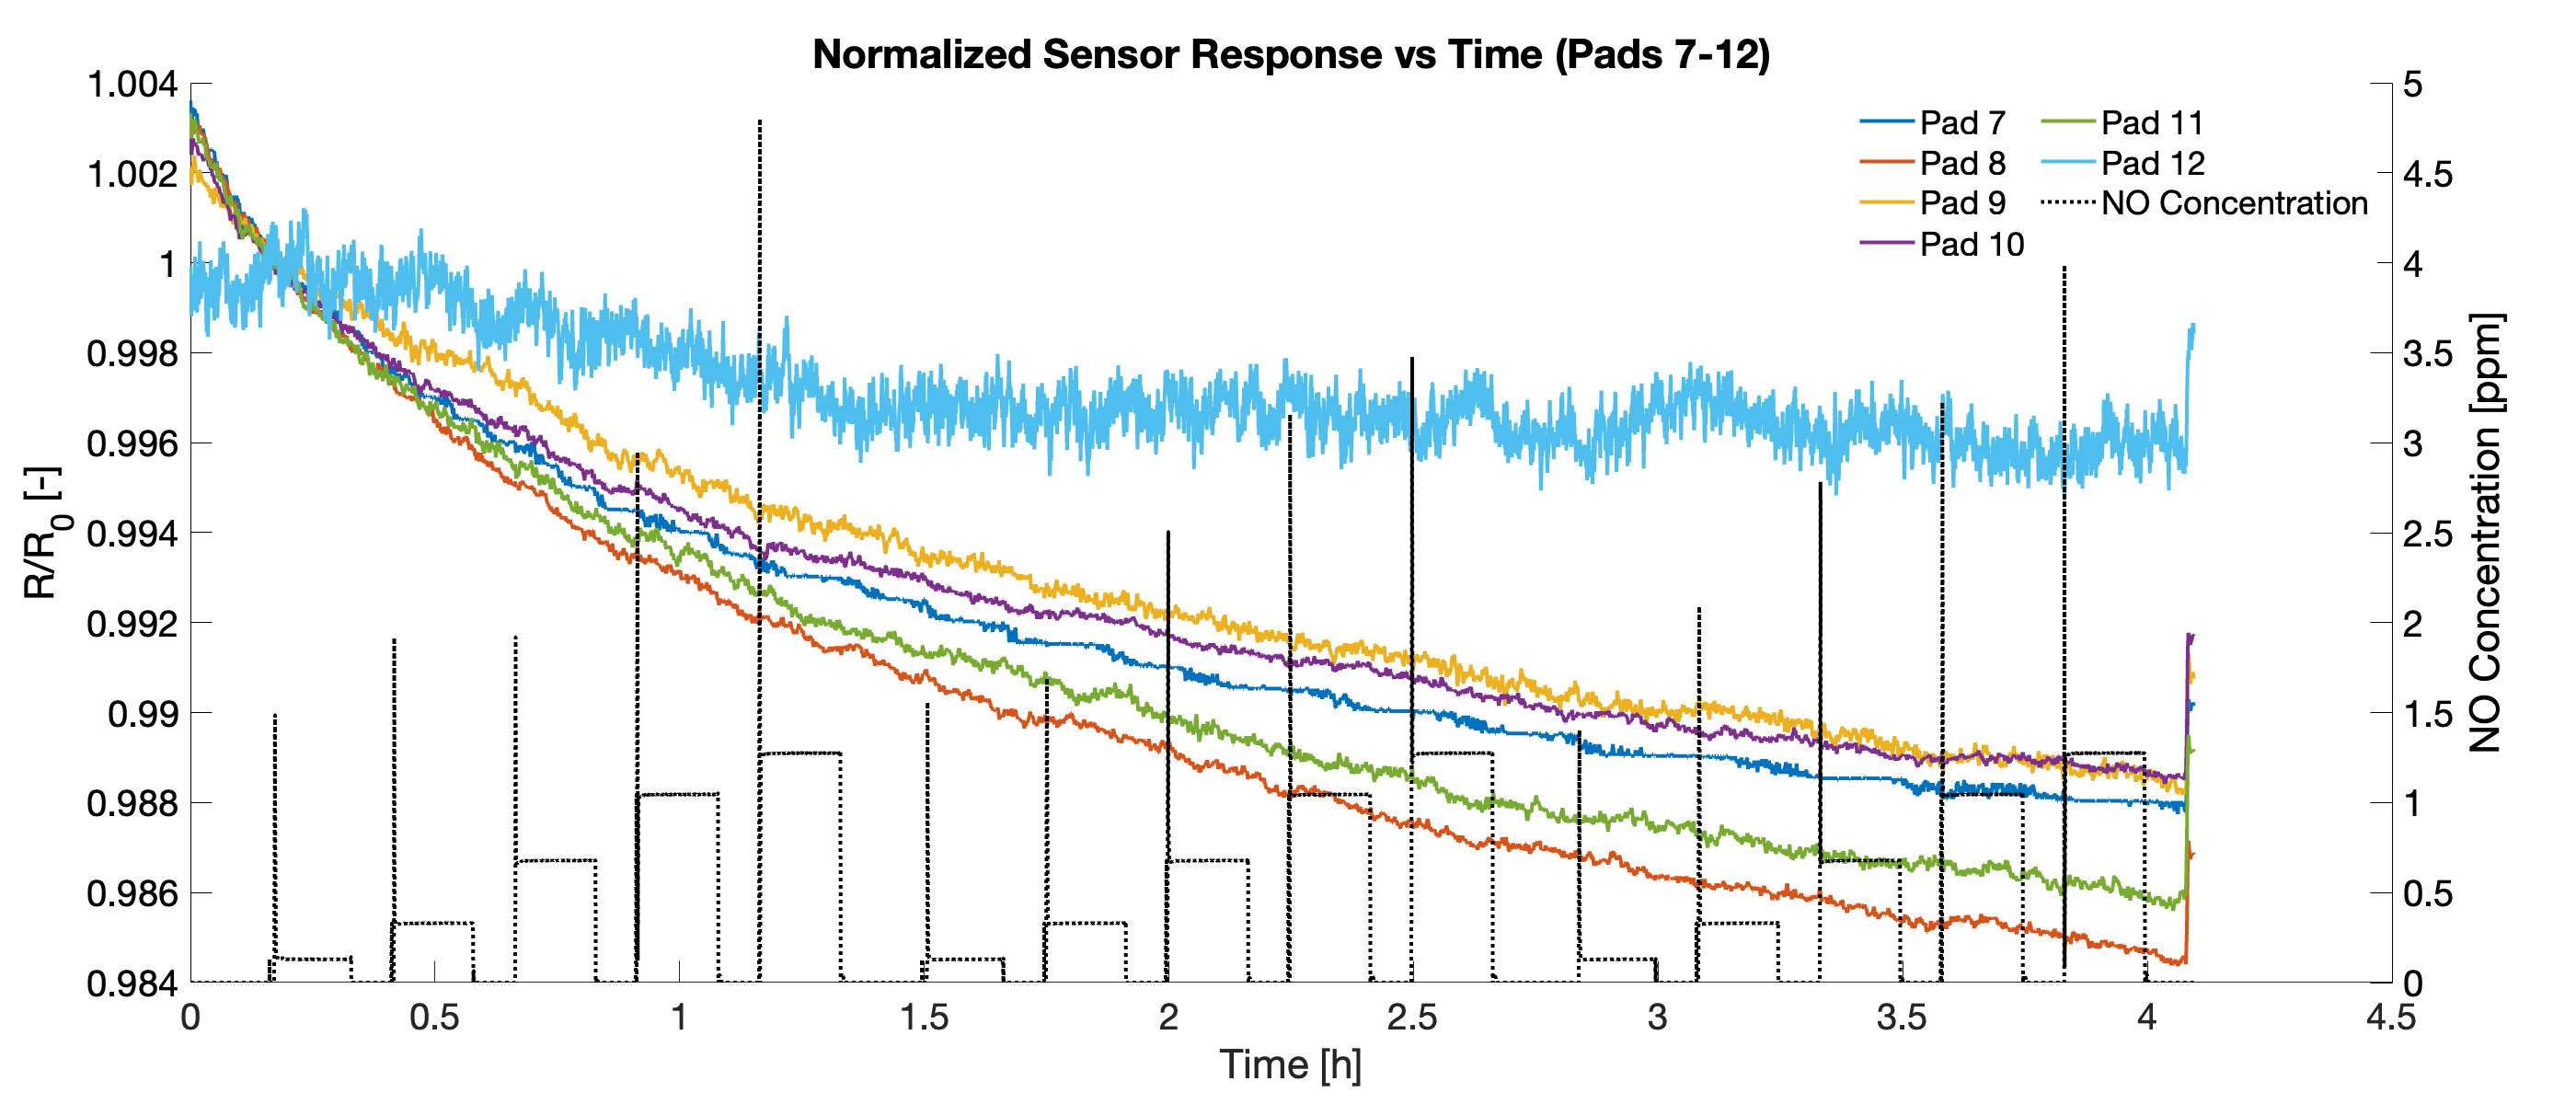 Normalized Sensor Response vs Time (Pads 7-12)
1.004
1.002
1
0.998
0.996
0.994
0.992
0.99
0.988
0.986
0.984
R/R0 [-]
5
4.5
4
3.5
3
2.5
2
1.5
1
0.5
0
NO Concentration [ppm]
Pad 7
Pad 8
Pad 9
Pad 10
Pad 11
Pad 12
NO Concentration
0 0.5 1 1.5 2 2.5 3 3.5 4 4.5
Time [h]